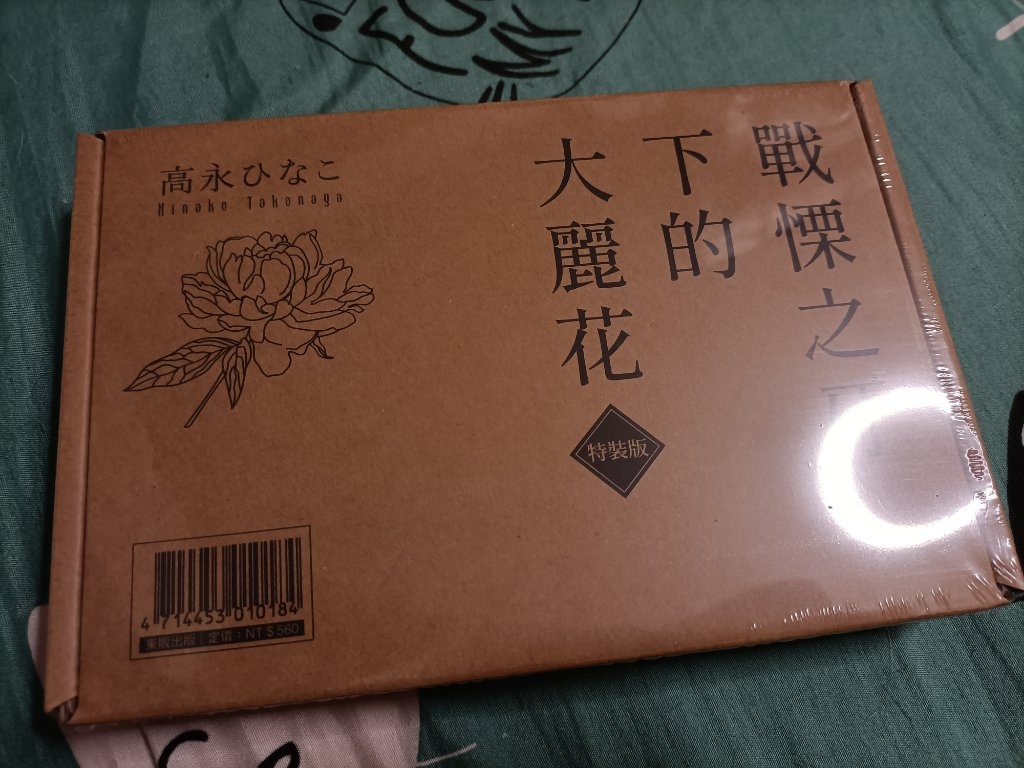 戰慄之
下的
大麗花
特裝版
高永ひなこ
Hinako Takanaga
4 714453 010184
東販出版｜定價：NT$560